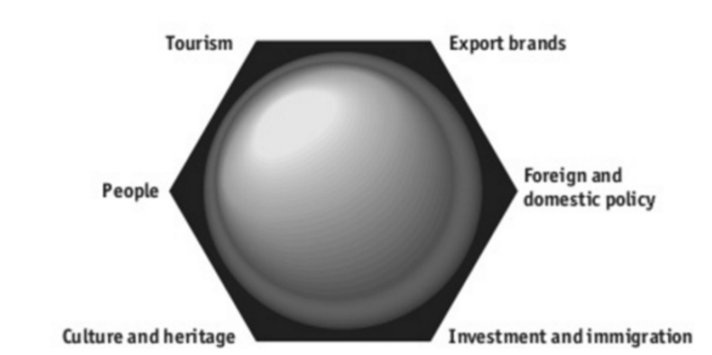 Tourism
Export brands
People
Foreign and
domestic policy
Culture and heritage
Investment and immigration